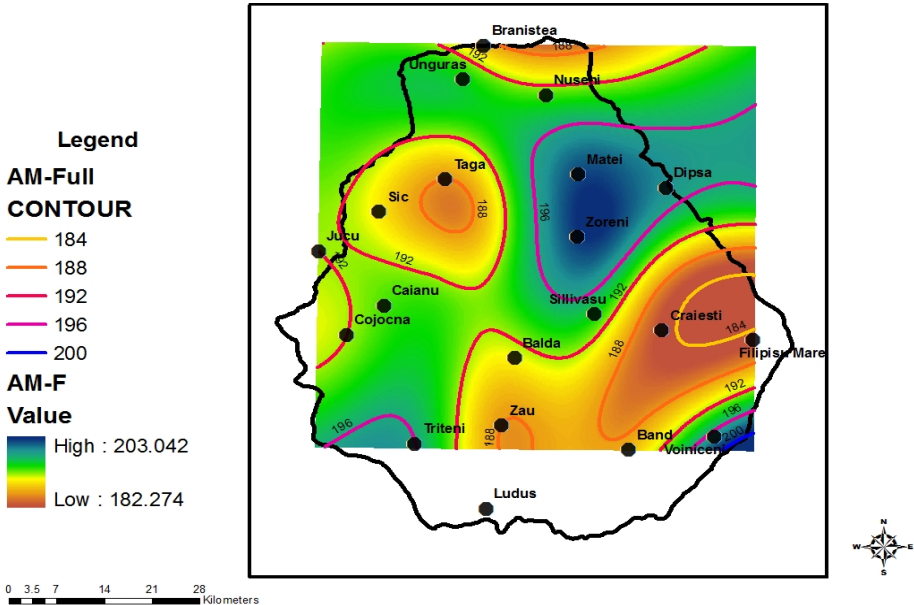 Legend
AM-Full
CONTOUR
184
188
192
196
200
AM-F
Value
High : 203.042
Low : 182.274
0 3.5 7 14 21 28
Kilometers
Branistea
192
188
Unguras
Nuseni
Taga
Matei
Dipsa
Sic
188
196
Zoreni
Jucu
192
192
Caianu
Sillivasu
192
Cojocna
Craiesti
184
Balda
188
Filipisu Mare
192
Zau
196
196
Triteni
188
Band
200
Voiniceni
Ludus
N
W E
S